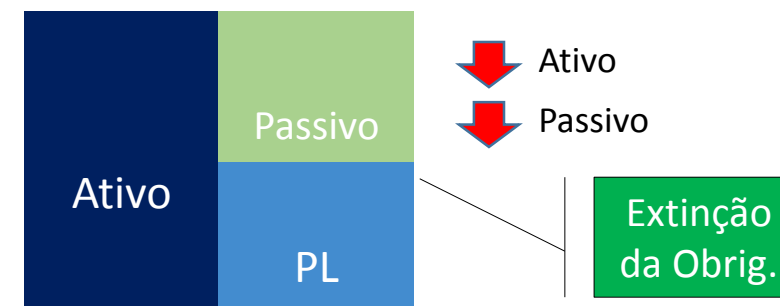 Ativo
Passivo
PL
Ativo
Passivo
Extinção
da Obrig.